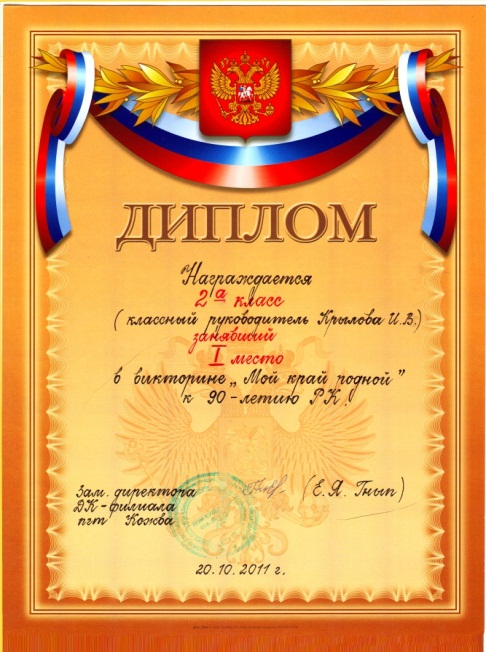 ДИПЛОМ
Награждается
2а класс
(классный руководитель Крылова И.В.)
занявший
I место
в викторине „Мой край родной”
к 90-летию РК.
Зам. директора (Е.Я. Гнып)
ДК-филиала
пгт Кожва
20.10.2011 г.